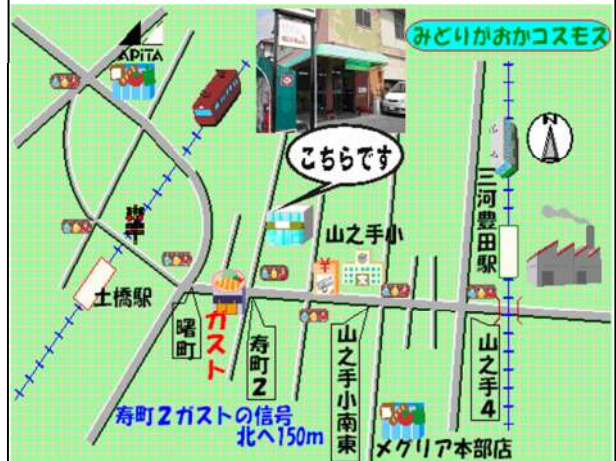 みどりがおかコスモス
APiTA
こちらです
山之手小
三河豊田駅
土橋駅
曙町
ガスト
寿町2
山之手小南東
山之手4
寿町2ガストの信号
北へ150m
メグリア本部店